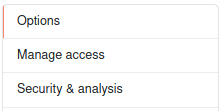 Options
Manage access
Security & analysis